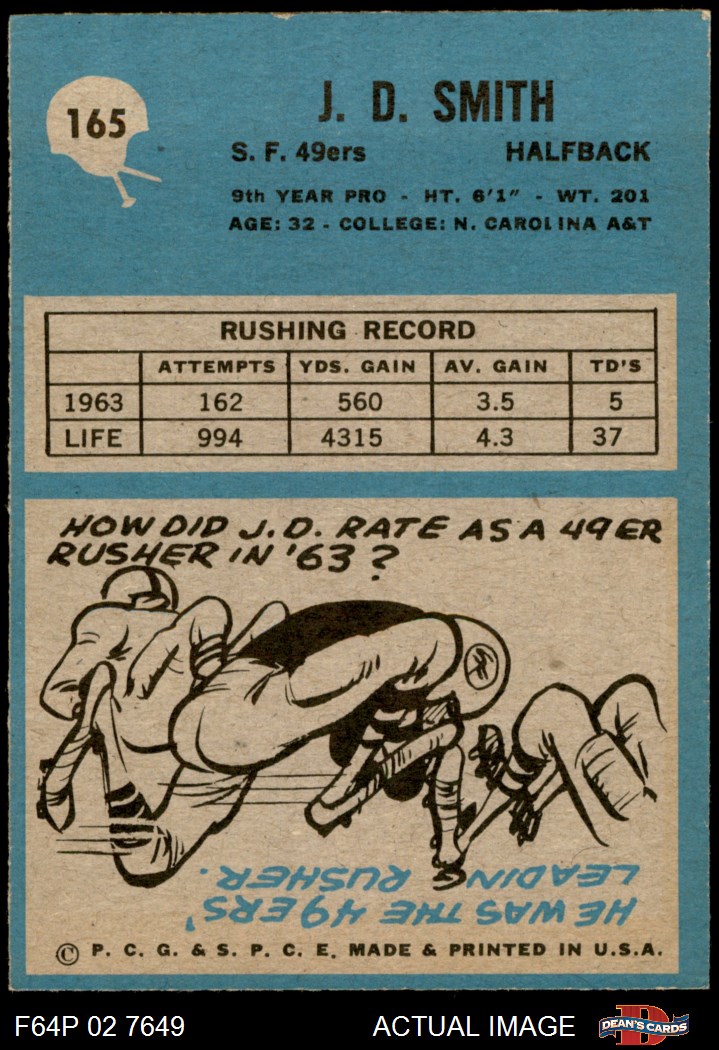 165
J. D. SMITH
S. F. 49ers HALFBACK
9th YEAR PRO - HT. 6'1" - WT. 201
AGE: 32 - COLLEGE: N. CAROLINA A&T
RUSHING RECORD
ATTEMPTS YDS. GAIN AV. GAIN TD'S
1963 162 560 3.5 5
LIFE 994 4315 4.3 37
HOW DID J.D. RATE AS A 49ER
RUSHER IN '63?
HE WAS THE 49ERS'
LEADING RUSHER.
© P. C. G. & S. P. C. E. MADE & PRINTED IN U.S.A.
F64P 02 7649 ACTUAL IMAGE DEAN'S CARDS